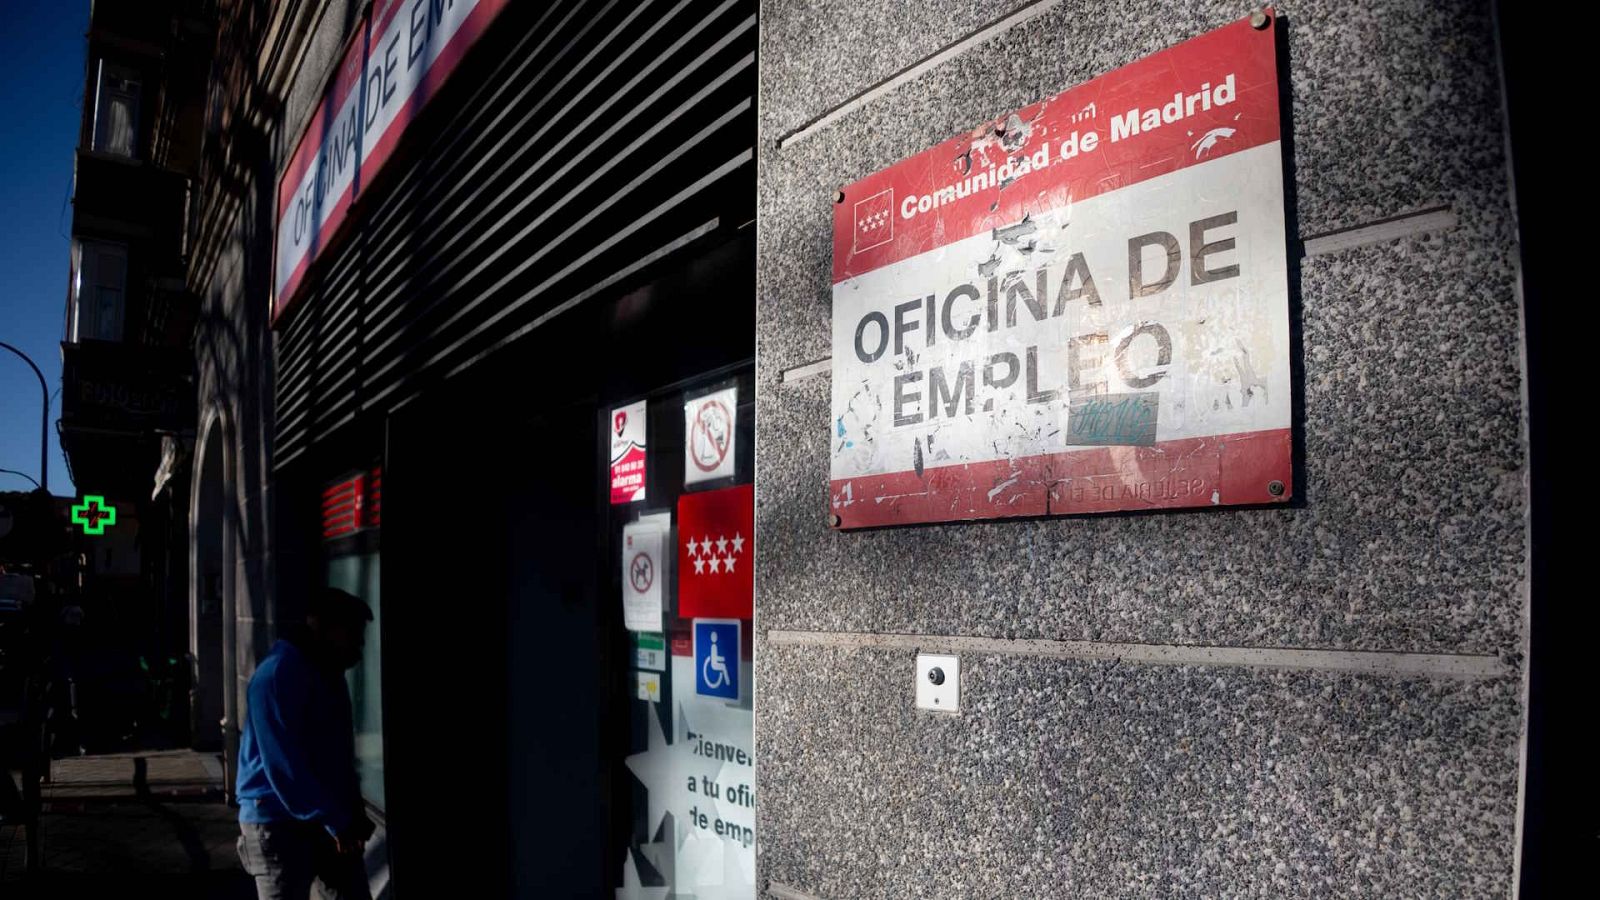 OFICINA DE EM
Comunidad de Madrid
OFICINA DE
EMPLEO
alarma
Bienve
a tu ofi
de emp